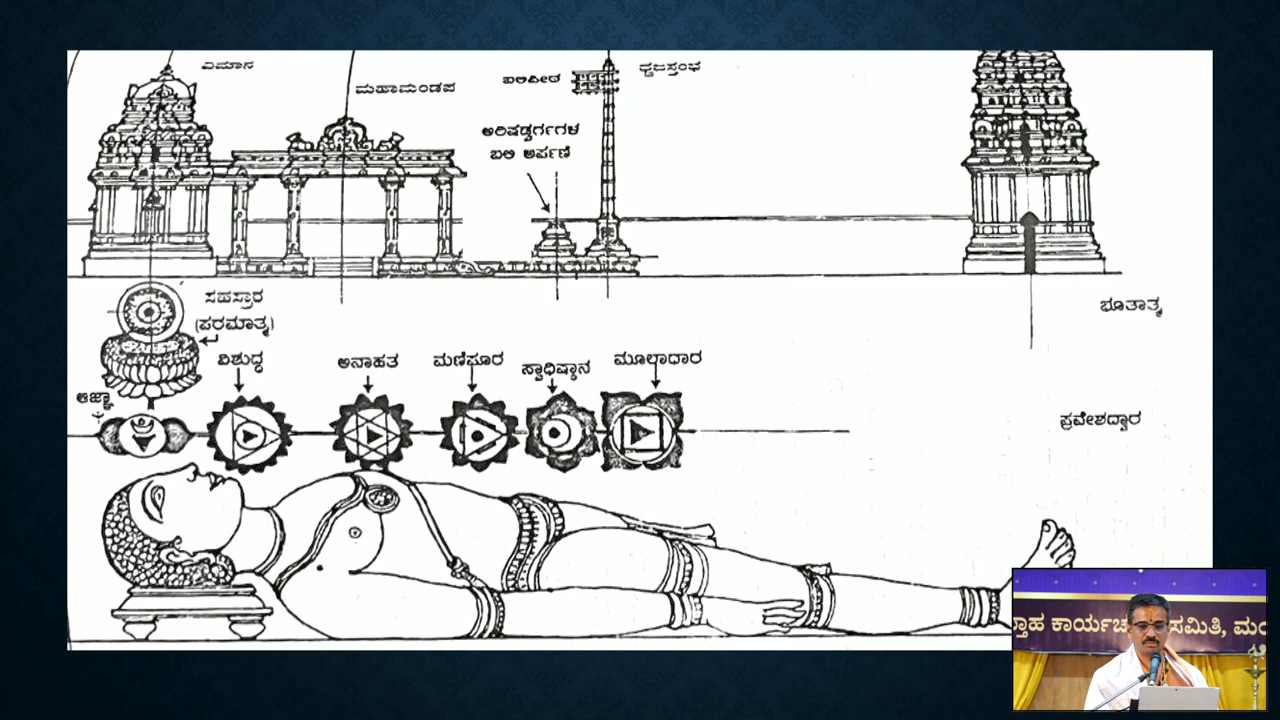 ವಿಮಾನ
ಮಹಾಮಂಡಪ
ಬಲಿಪೀಠ
ಧ್ವಜಸ್ತಂಭ
ಅರಿಷಡ್ವರ್ಗಗಳ
ಬಲಿ ಅರ್ಪಣೆ
ಸಹಸ್ರಾರ
(ಪರಮಾತ್ಮ)
ಭೂತಾತ್ಮ
ವಿಶುದ್ಧ
ಅನಾಹತ
ಮಣಿಪೂರ
ಸ್ವಾಧಿಷ್ಠಾನ
ಮೂಲಾಧಾರ
ಆಜ್ಞಾ
ಪ್ರವೇಶದ್ವಾರ
ಸಮಿತಿ,